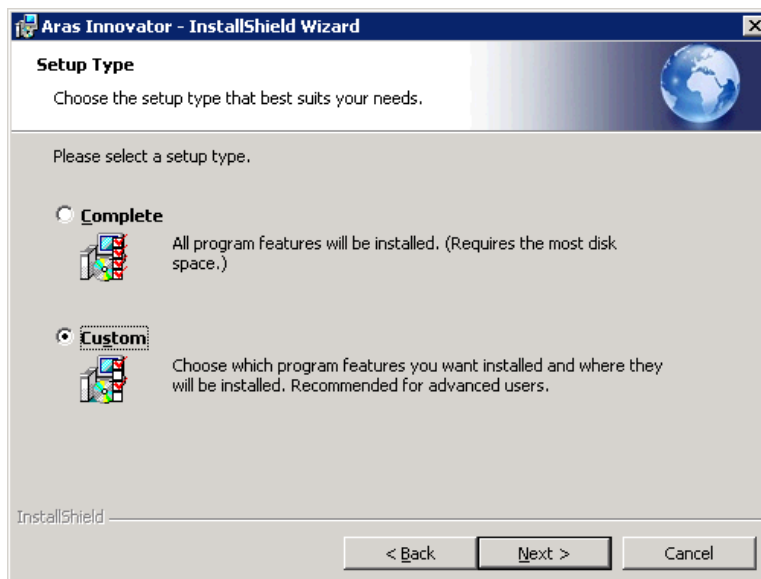 Aras Innovator - InstallShield Wizard
Setup Type
Choose the setup type that best suits your needs.
Please select a setup type.
Complete
All program features will be installed. (Requires the most disk
space.)
Custom
Choose which program features you want installed and where they
will be installed. Recommended for advanced users.
InstallShield
< Back
Next >
Cancel